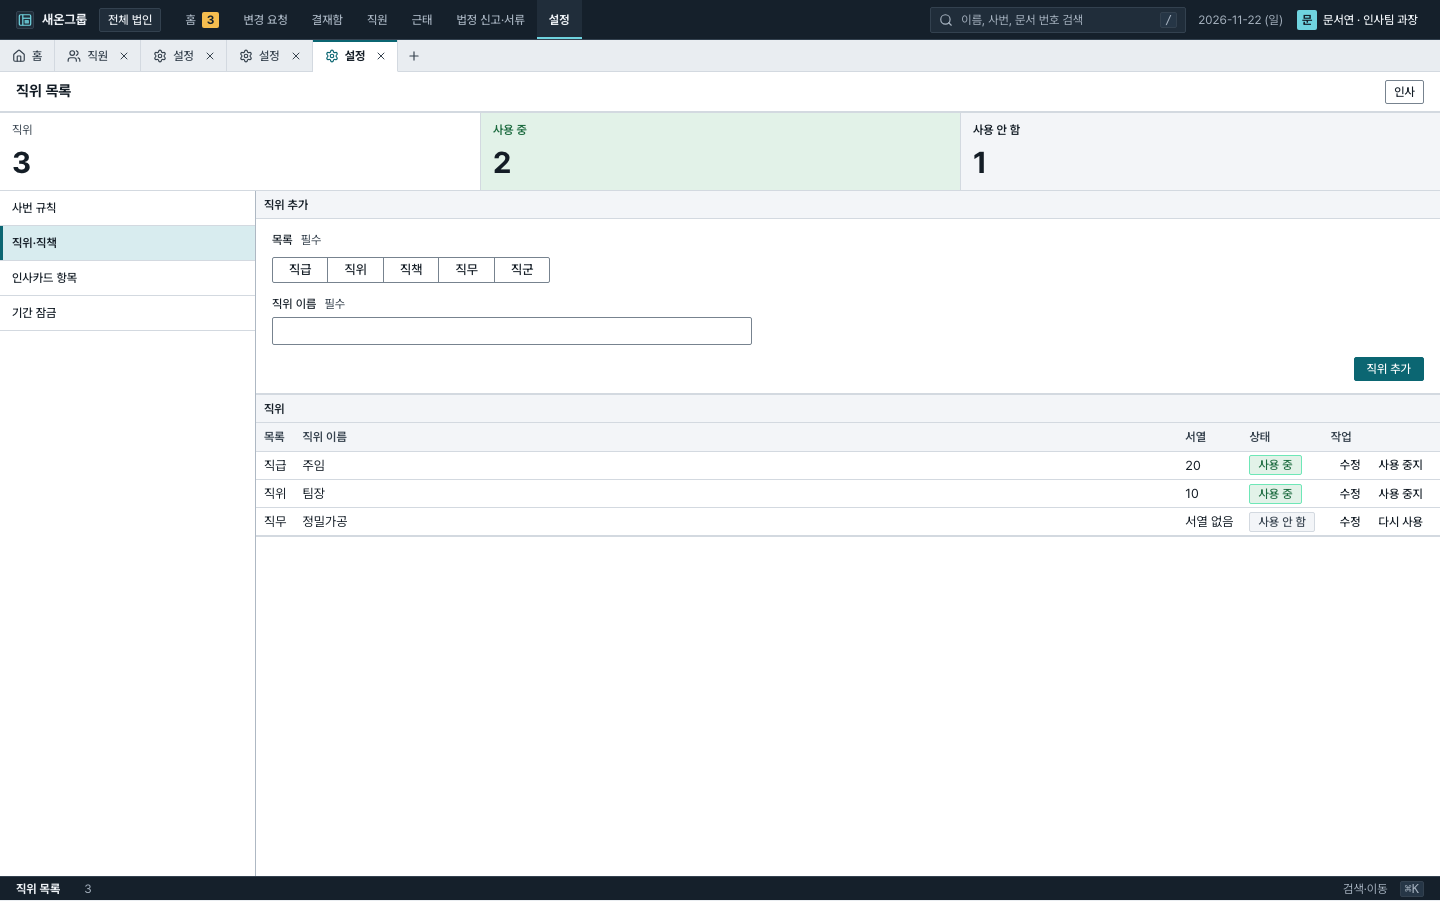 새온그룹 전체 법인 홈 3 변경 요청 결재함 직원 근태 법정 신고·서류 설정 이름, 사번, 문서 번호 검색 / 2026-11-22 (일) 문 문서연 · 인사팀 과장
홈 직원 설정 설정 설정
직위 목록 인사
직위 사용 중 사용 안 함
3 2 1
사번 규칙
직위·직책
인사카드 항목
기간 잠금
직위 추가
목록 필수
직급 직위 직책 직무 직군
직위 이름 필수
직위 추가
직위
목록 직위 이름 서열 상태 작업
직급 주임 20 사용 중 수정 사용 중지
직위 팀장 10 사용 중 수정 사용 중지
직무 정밀가공 서열 없음 사용 안 함 수정 다시 사용
직위 목록 3 검색·이동 ⌘K